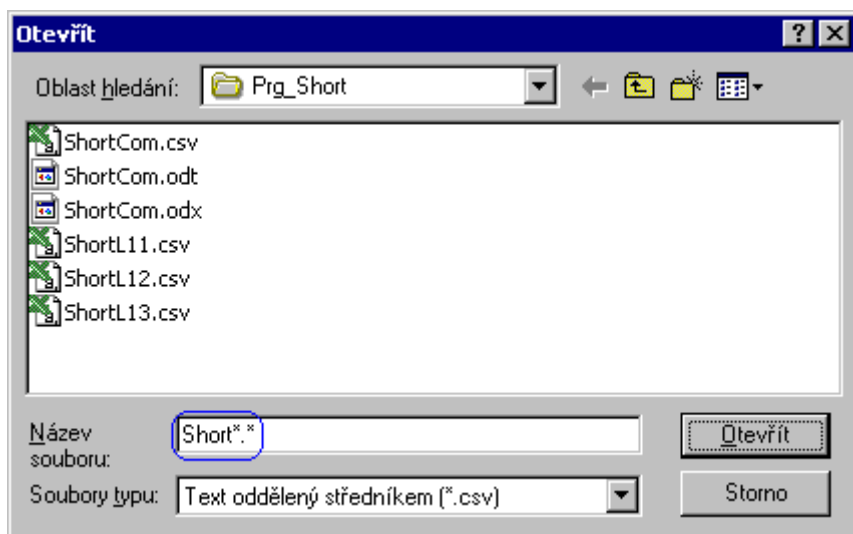 Otevřít
Oblast hledání: Prg_Short
ShortCom.csv
ShortCom.odt
ShortCom.odx
ShortL11.csv
ShortL12.csv
ShortL13.csv
Název souboru: Short*.* Otevřít
Soubory typu: Text oddělený středníkem (*.csv) Storno